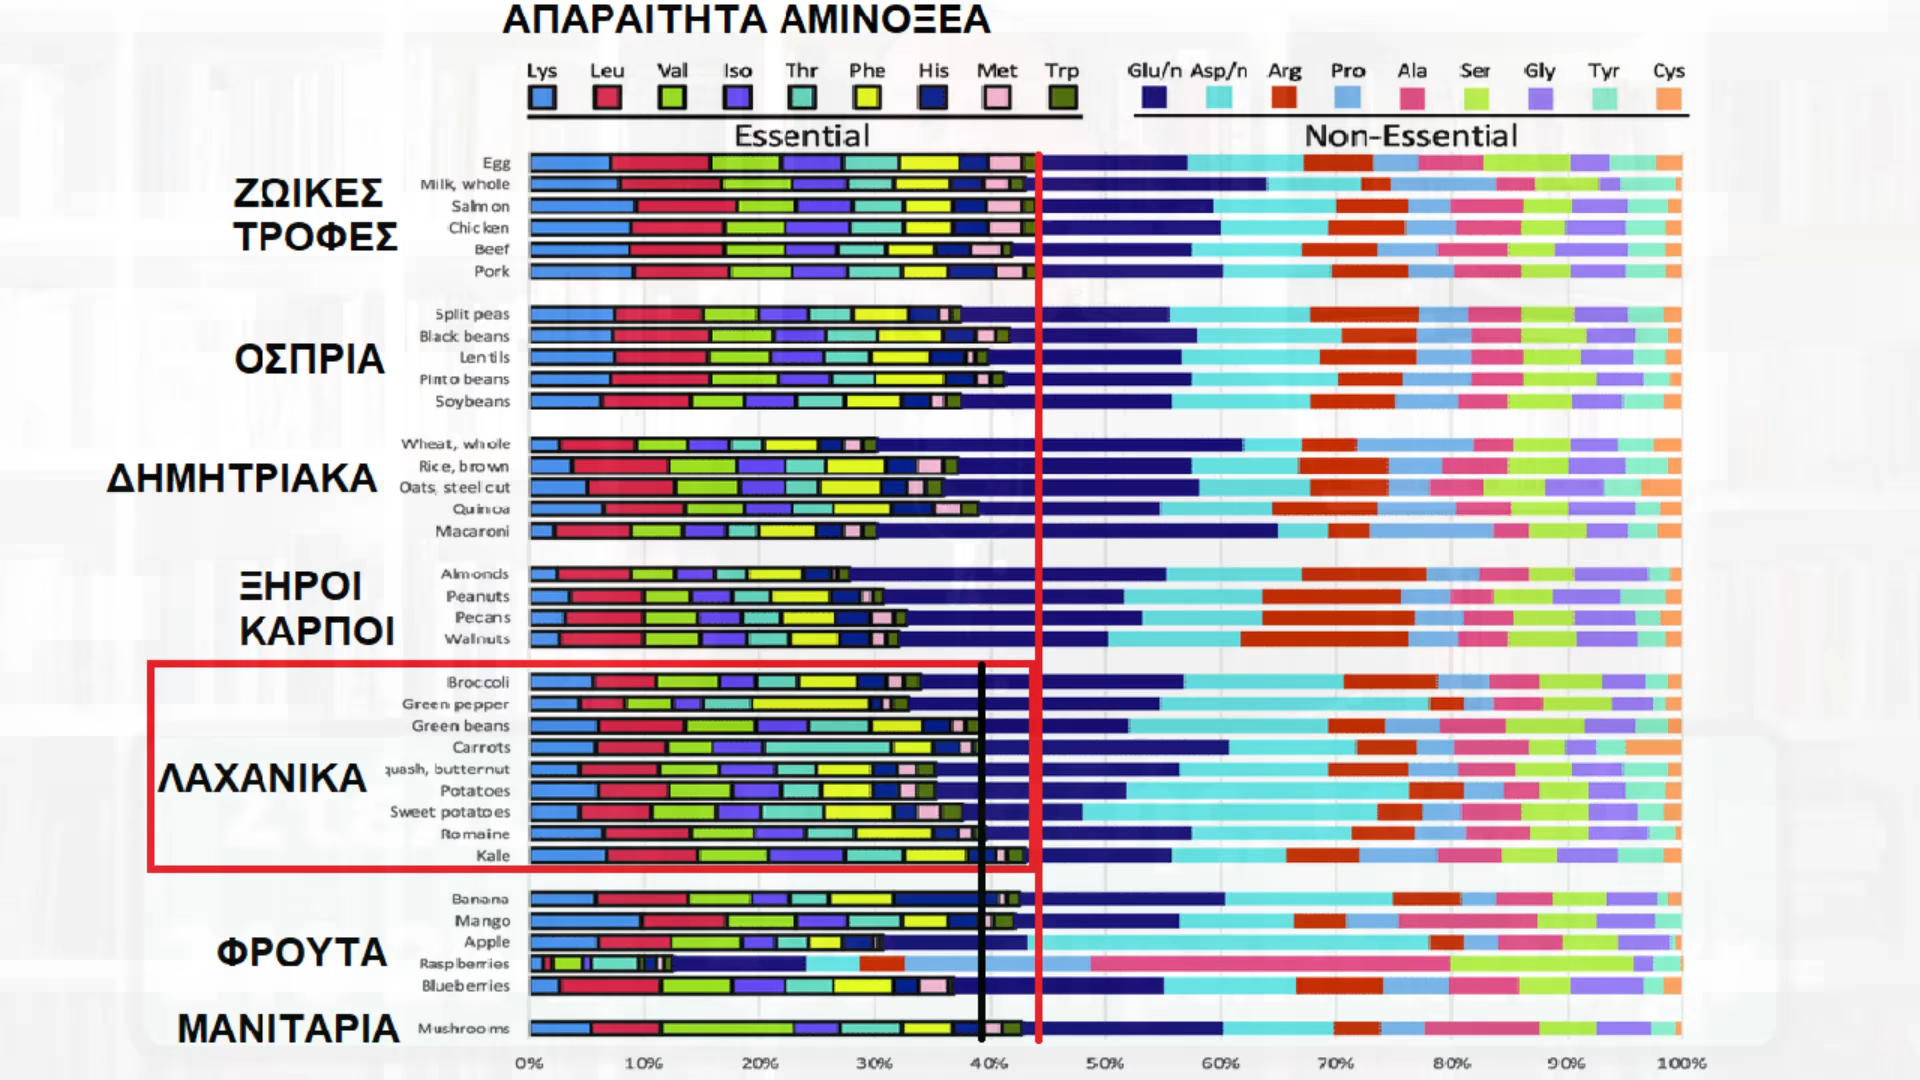 ΑΠΑΡΑΙΤΗΤΑ ΑΜΙΝΟΞΕΑ
Lys Leu Val Iso Thr Phe His Met Trp Glu/n Asp/n Arg Pro Ala Ser Gly Tyr Cys
Essential Non-Essential
ΖΩΙΚΕΣ
ΤΡΟΦΕΣ
Egg
Milk, whole
Salmon
Chicken
Beef
Pork
ΟΣΠΡΙΑ
Split peas
Black beans
Lentils
Pinto beans
Soybeans
ΔΗΜΗΤΡΙΑΚΑ
Wheat, whole
Rice, brown
Oats, steel cut
Quinoa
Macaroni
ΞΗΡΟΙ
ΚΑΡΠΟΙ
Almonds
Peanuts
Pecans
Walnuts
ΛΑΧΑΝΙΚΑ
Broccoli
Green pepper
Green beans
Carrots
quash, butternut
Potatoes
Sweet potatoes
Romaine
Kale
ΦΡΟΥΤΑ
Banana
Mango
Apple
Raspberries
Blueberries
ΜΑΝΙΤΑΡΙΑ
Mushrooms
0% 10% 20% 30% 40% 50% 60% 70% 80% 90% 100%